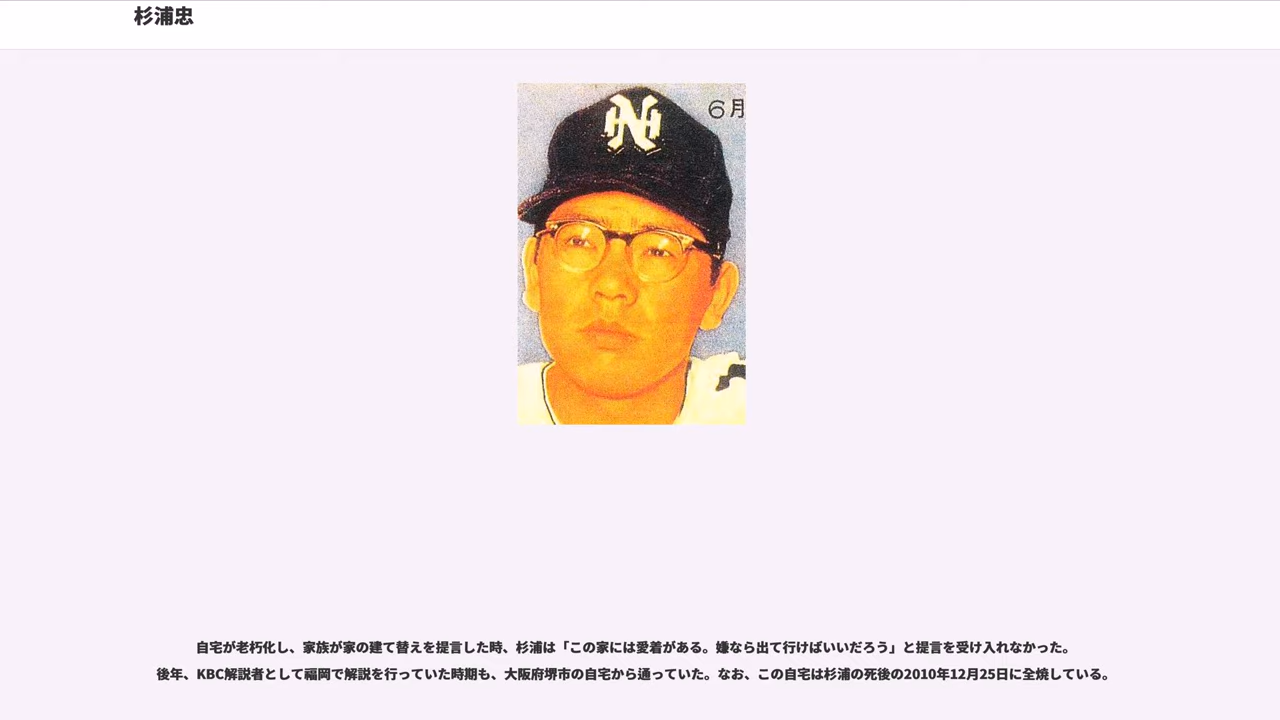 杉浦忠
NH
6月
自宅が老朽化し、家族が家の建て替えを提言した時、杉浦は「この家には愛着がある。嫌なら出て行けばいいだろう」と提言を受け入れなかった。
後年、KBC解説者として福岡で解説を行っていた時期も、大阪府堺市の自宅から通っていた。なお、この自宅は杉浦の死後の2010年12月25日に全焼している。